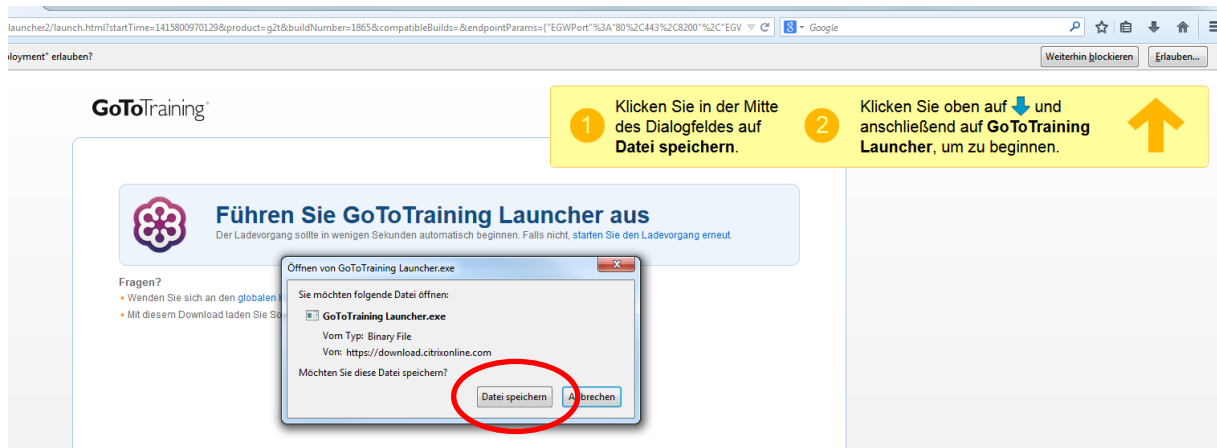 launcher2/launch.html?startTime=1415800970129&product=g2t&buildNumber=1865&compatibleBuilds=&endpointParams={"EGWPort"%3A"80%2C443%2C8200"%2C"EGV
Google
loyment" erlauben?
Weiterhin blockieren
Erlauben...
GoToTraining
1
Klicken Sie in der Mitte
des Dialogfeldes auf
Datei speichern.
2
Klicken Sie oben auf und
anschließend auf GoToTraining
Launcher, um zu beginnen.
Führen Sie GoToTraining Launcher aus
Der Ladevorgang sollte in wenigen Sekunden automatisch beginnen. Falls nicht, starten Sie den Ladevorgang erneut.
Fragen?
• Wenden Sie sich an den globalen
• Mit diesem Download laden Sie So
Öffnen von GoToTraining Launcher.exe
Sie möchten folgende Datei öffnen:
GoToTraining Launcher.exe
Vom Typ: Binary File
Von: https://download.citrixonline.com
Möchten Sie diese Datei speichern?
Datei speichern
Abbrechen